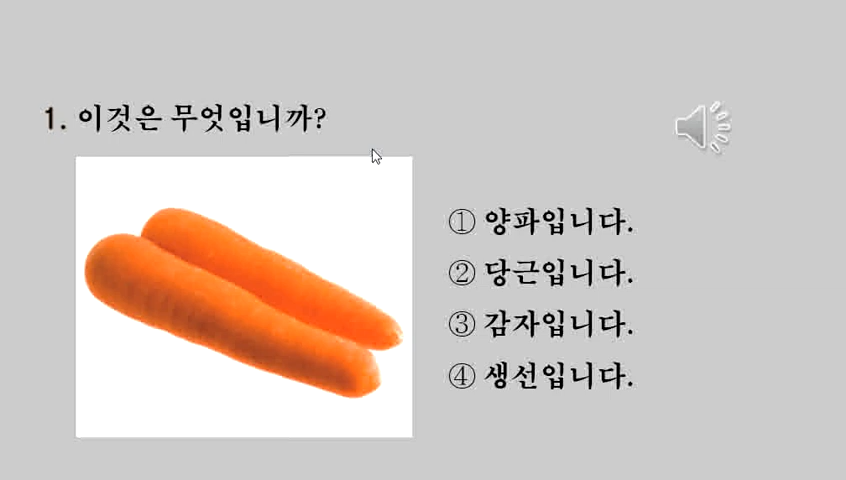 1. 이것은 무엇입니까?
① 양파입니다.
② 당근입니다.
③ 감자입니다.
④ 생선입니다.